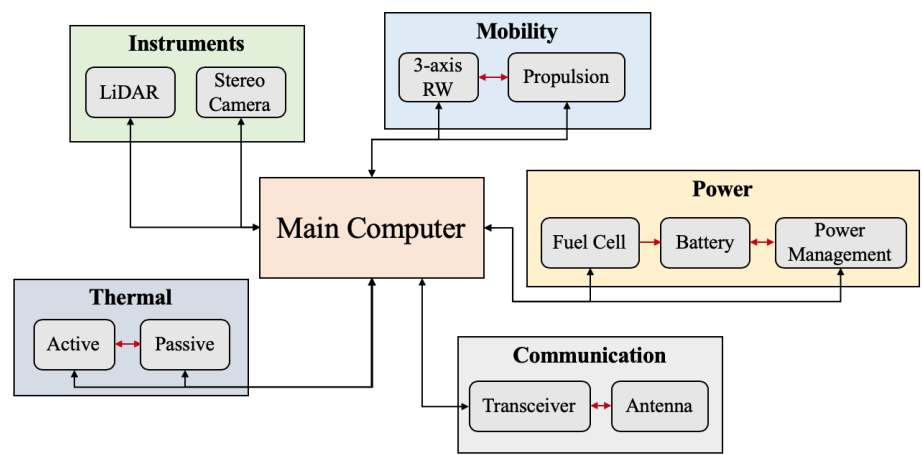 Instruments
LiDAR
Stereo
Camera
Mobility
3-axis
RW
Propulsion
Main Computer
Power
Fuel Cell
Battery
Power
Management
Thermal
Active
Passive
Communication
Transceiver
Antenna